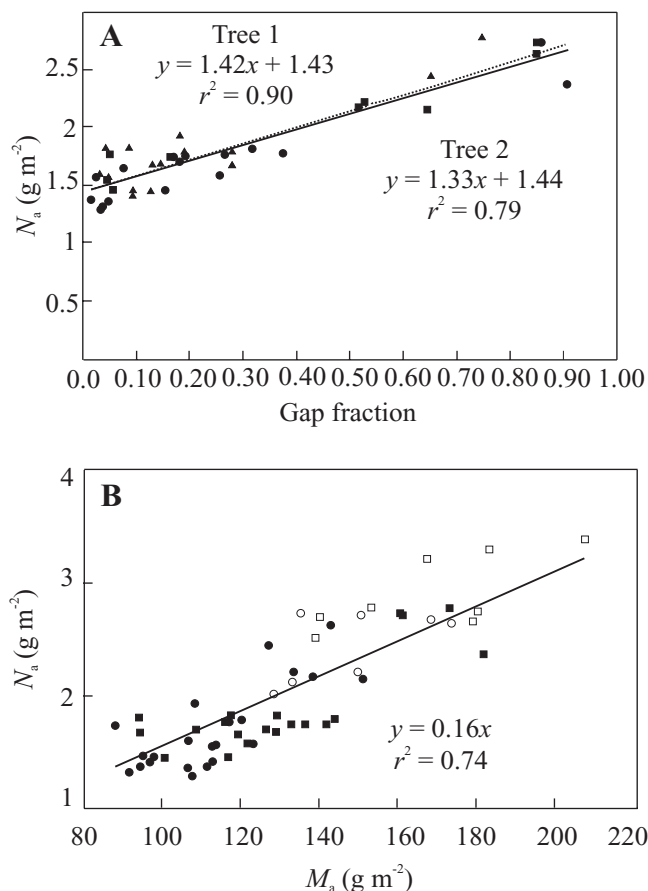 A
Tree 1
y = 1.42x + 1.43
r² = 0.90
Tree 2
y = 1.33x + 1.44
r² = 0.79
2.5
2
1.5
1
0.5
Nₐ (g m⁻²)
0.0 0.10 0.20 0.30 0.40 0.50 0.60 0.70 0.80 0.90 1.00
Gap fraction
B
4
3
2
1
Nₐ (g m⁻²)
y = 0.16x
r² = 0.74
80 100 120 140 160 180 200 220
Mₐ (g m⁻²)